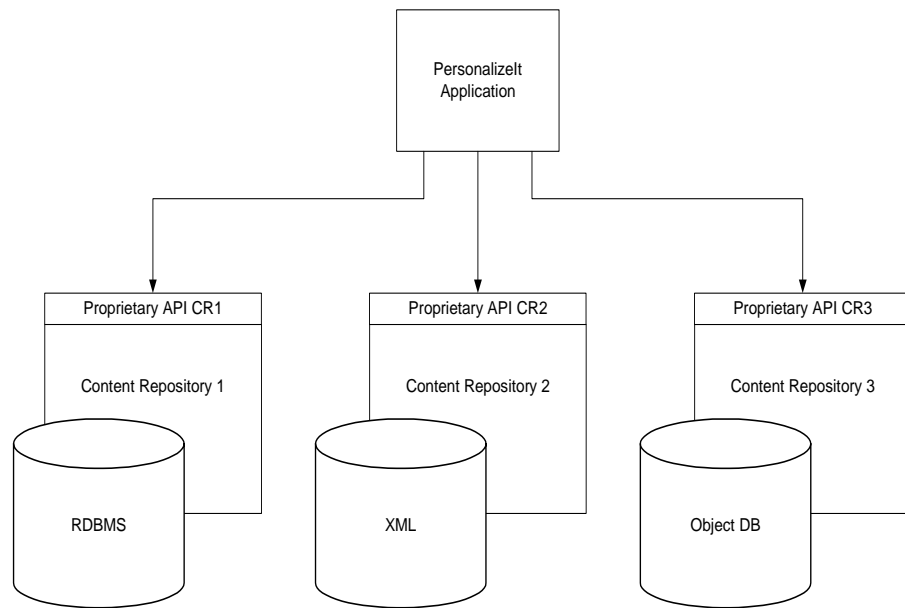 PersonalizeIt
Application
Proprietary API CR1
Proprietary API CR2
Proprietary API CR3
Content Repository 1
Content Repository 2
Content Repository 3
RDBMS
XML
Object DB